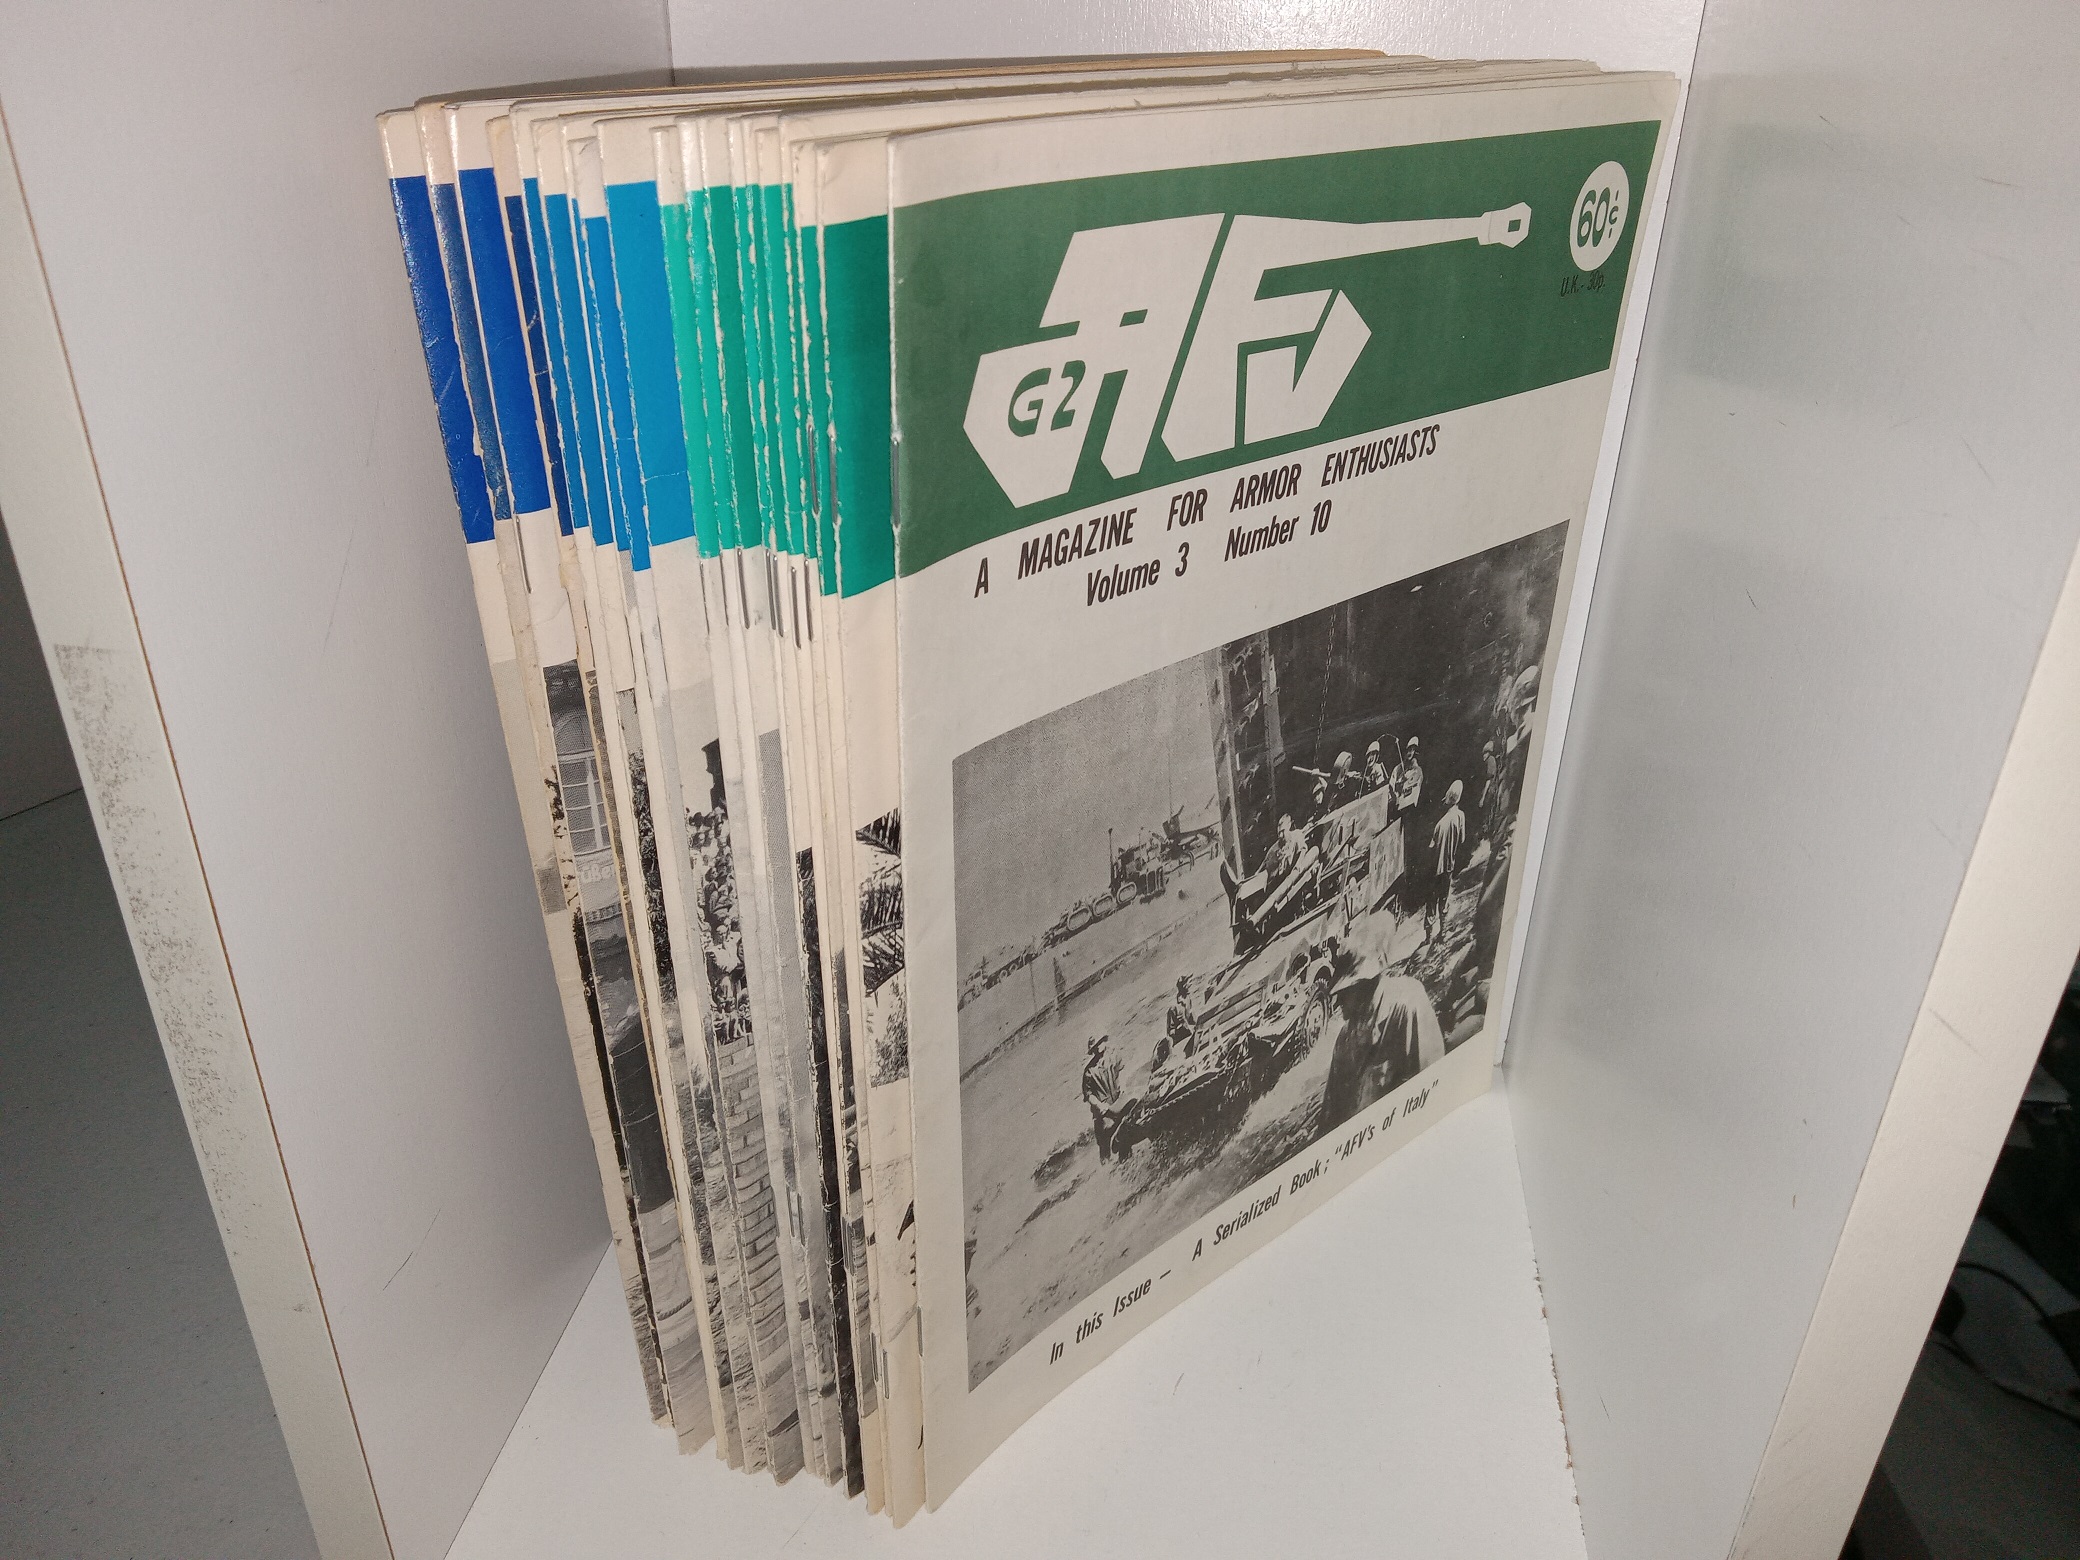 60¢
U.K.- 30p.
G2 AFV
A MAGAZINE FOR ARMOR ENTHUSIASTS
Volume 3 Number 10
In this Issue — A Serialized Book; "AFV's of Italy"